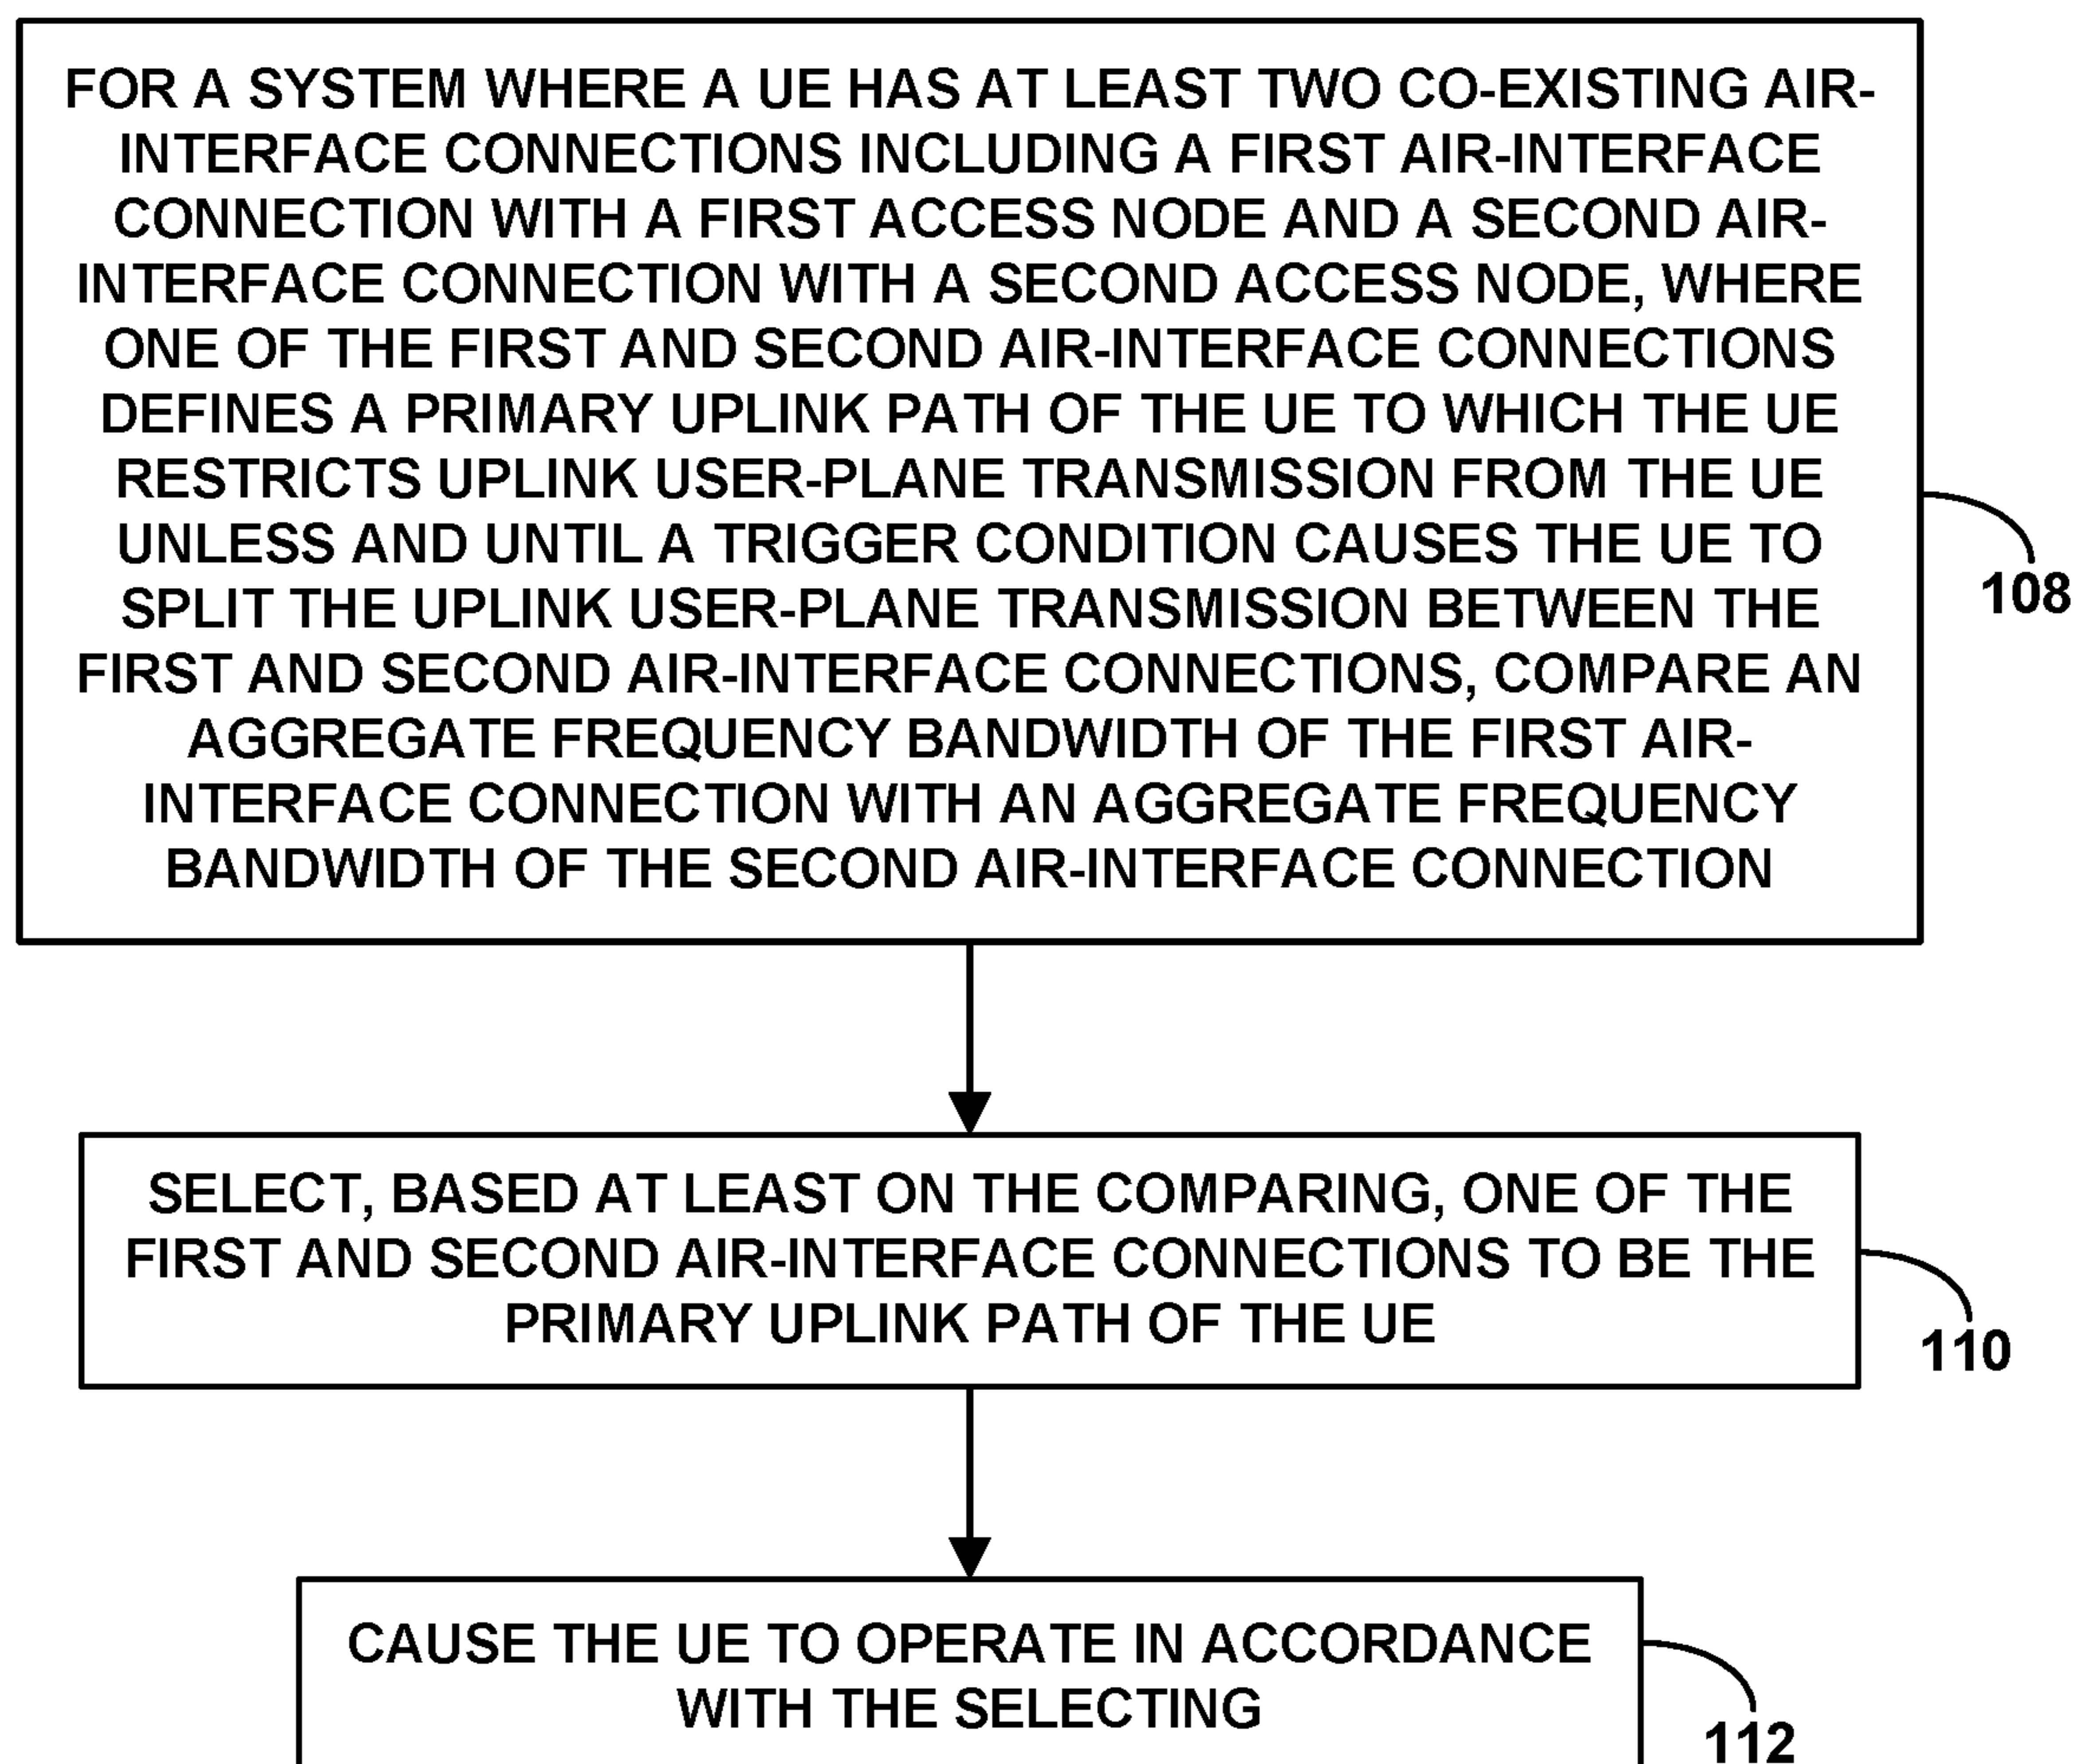 FOR A SYSTEM WHERE A UE HAS AT LEAST TWO CO-EXISTING AIR-
INTERFACE CONNECTIONS INCLUDING A FIRST AIR-INTERFACE
CONNECTION WITH A FIRST ACCESS NODE AND A SECOND AIR-
INTERFACE CONNECTION WITH A SECOND ACCESS NODE, WHERE
ONE OF THE FIRST AND SECOND AIR-INTERFACE CONNECTIONS
DEFINES A PRIMARY UPLINK PATH OF THE UE TO WHICH THE UE
RESTRICTS UPLINK USER-PLANE TRANSMISSION FROM THE UE
UNLESS AND UNTIL A TRIGGER CONDITION CAUSES THE UE TO
SPLIT THE UPLINK USER-PLANE TRANSMISSION BETWEEN THE
FIRST AND SECOND AIR-INTERFACE CONNECTIONS, COMPARE AN
AGGREGATE FREQUENCY BANDWIDTH OF THE FIRST AIR-
INTERFACE CONNECTION WITH AN AGGREGATE FREQUENCY
BANDWIDTH OF THE SECOND AIR-INTERFACE CONNECTION
108
SELECT, BASED AT LEAST ON THE COMPARING, ONE OF THE
FIRST AND SECOND AIR-INTERFACE CONNECTIONS TO BE THE
PRIMARY UPLINK PATH OF THE UE
110
CAUSE THE UE TO OPERATE IN ACCORDANCE
WITH THE SELECTING
112